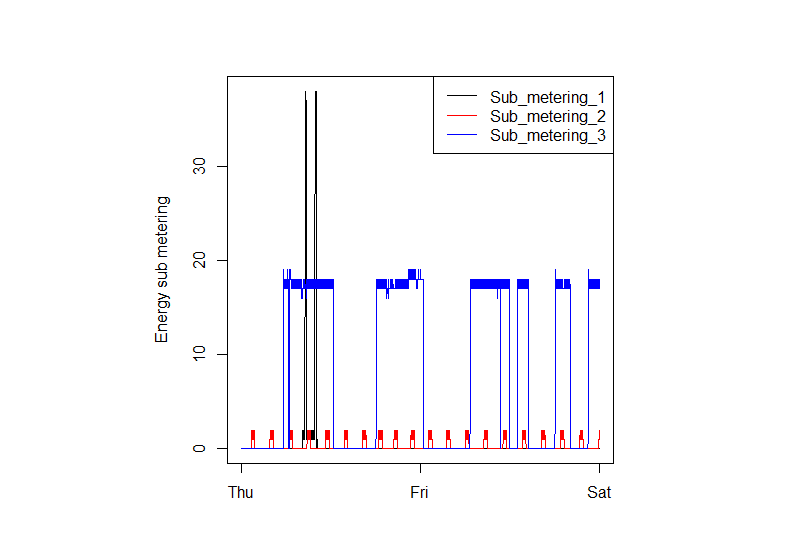 Sub_metering_1
Sub_metering_2
Sub_metering_3
Energy sub metering
30
20
10
0
Thu Fri Sat